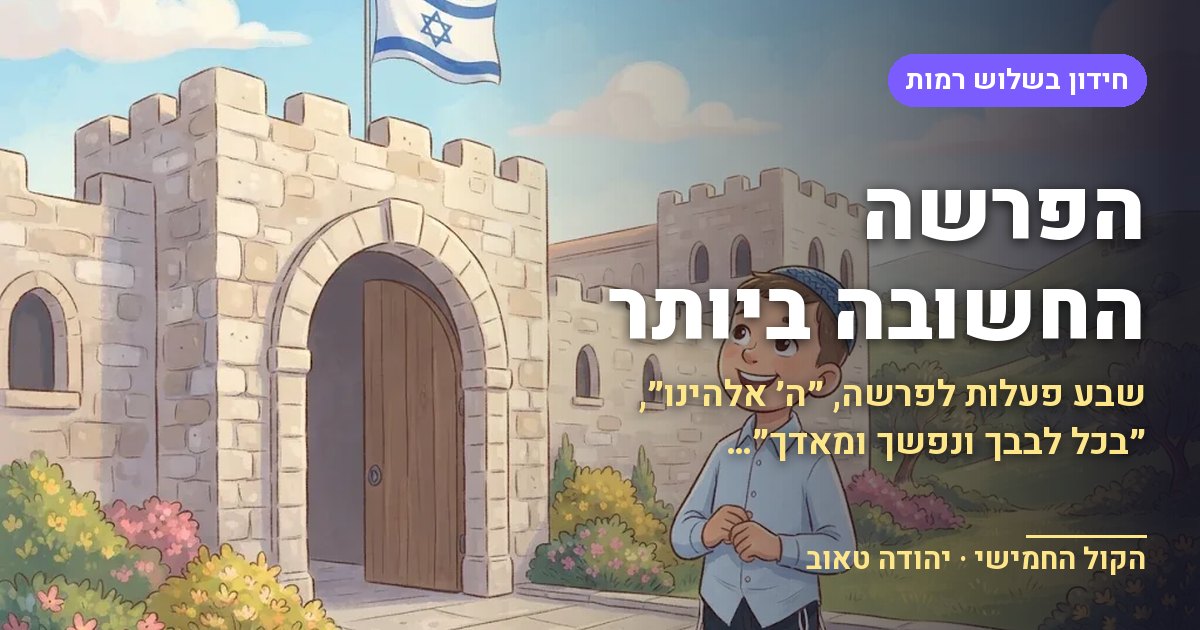 חידון בשלוש רמות
הפרשה
החשובה ביותר
שבע פעלות לפרשה, "ה' אלהינו",
"בכל לבבך ונפשך ומאדך"...
הקול החמישי · יהודה טאוב